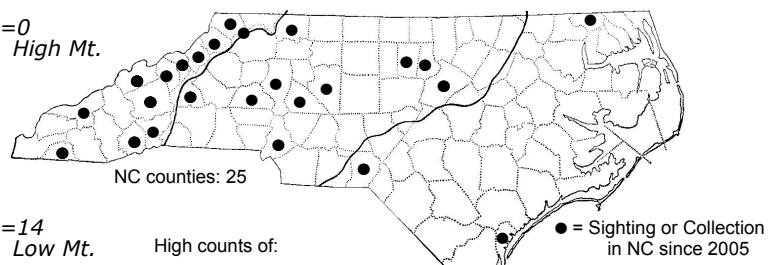 =0
High Mt.
NC counties: 25
=14
Low Mt.
High counts of:
● = Sighting or Collection
in NC since 2005